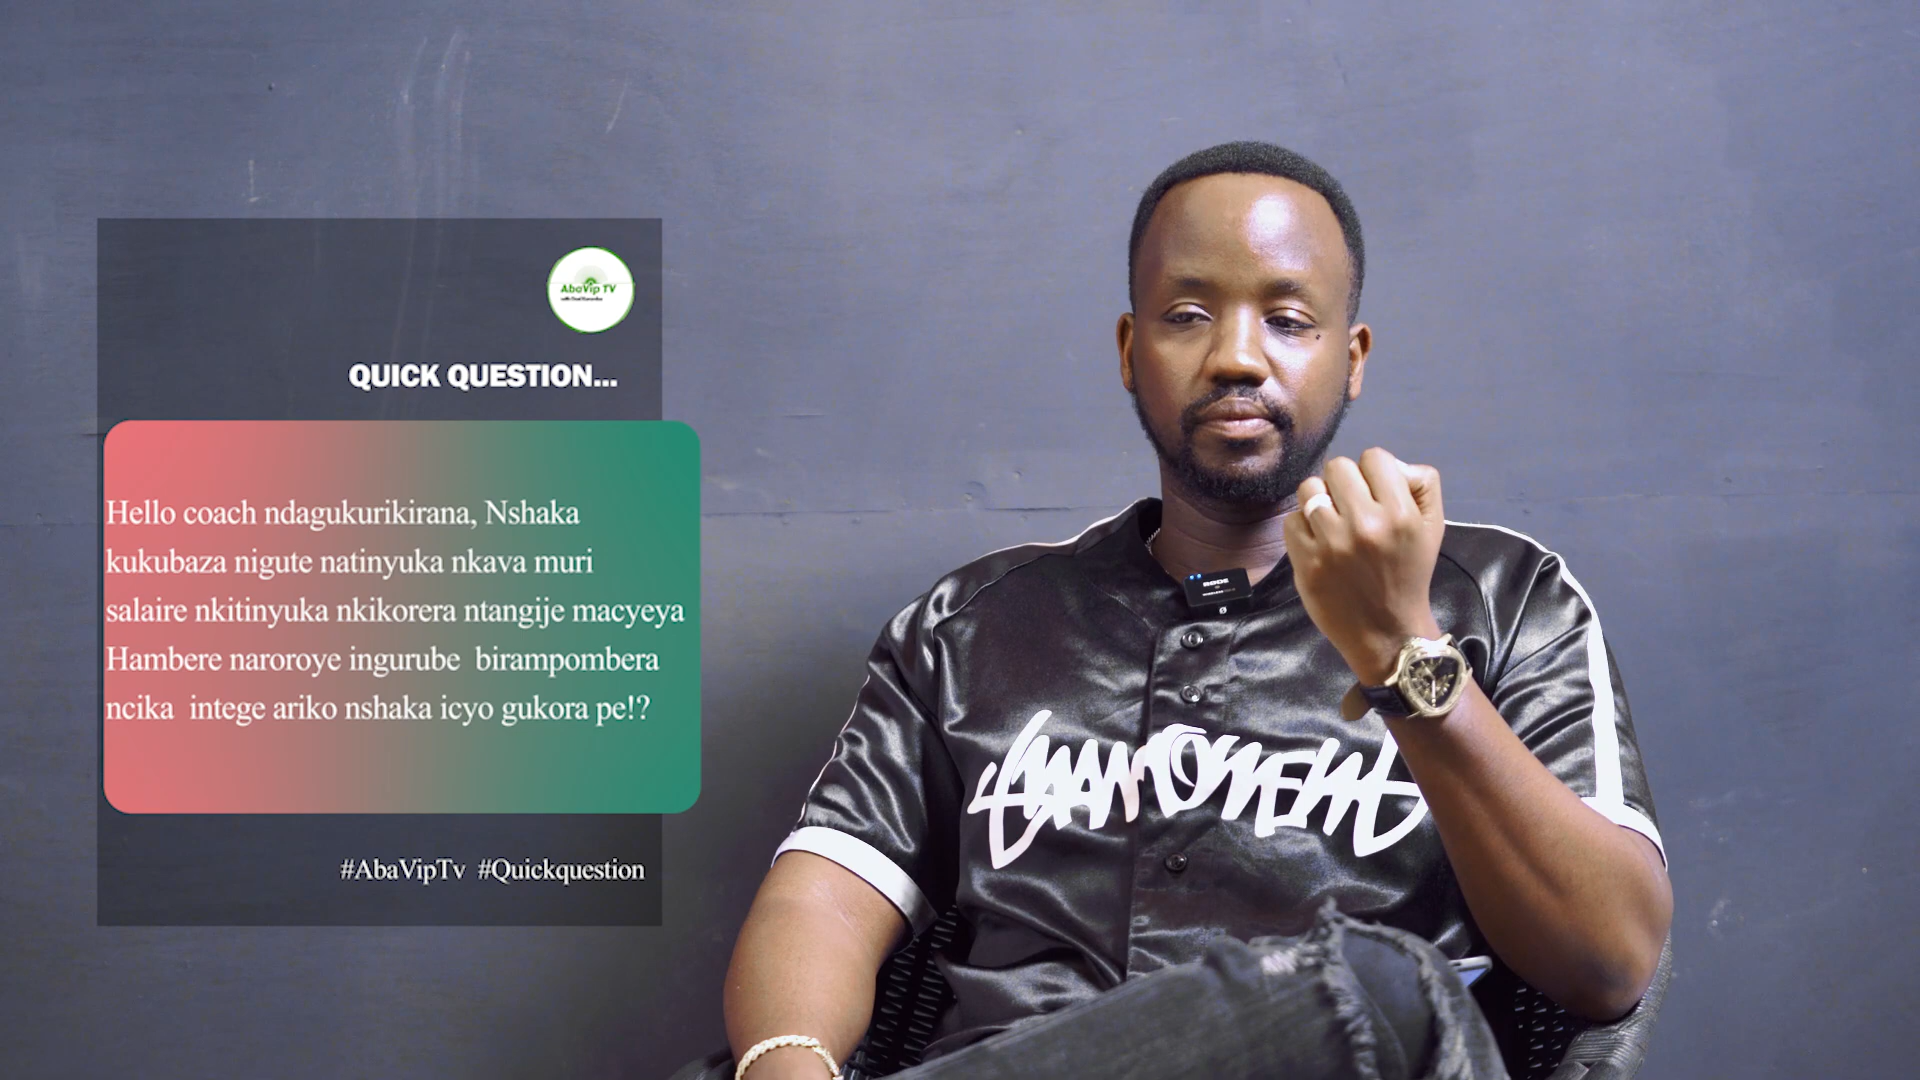 AbaVip TV
QUICK QUESTION...
Hello coach ndagukurikirana, Nshaka
kukubaza nigute natinyuka nkava muri
salaire nkitinyuka nkikorera ntangije macyeya
Hambere naroroye ingurube birampombera
ncika intege ariko nshaka icyo gukora pe!?
#AbaVipTv #Quickquestion
RODE